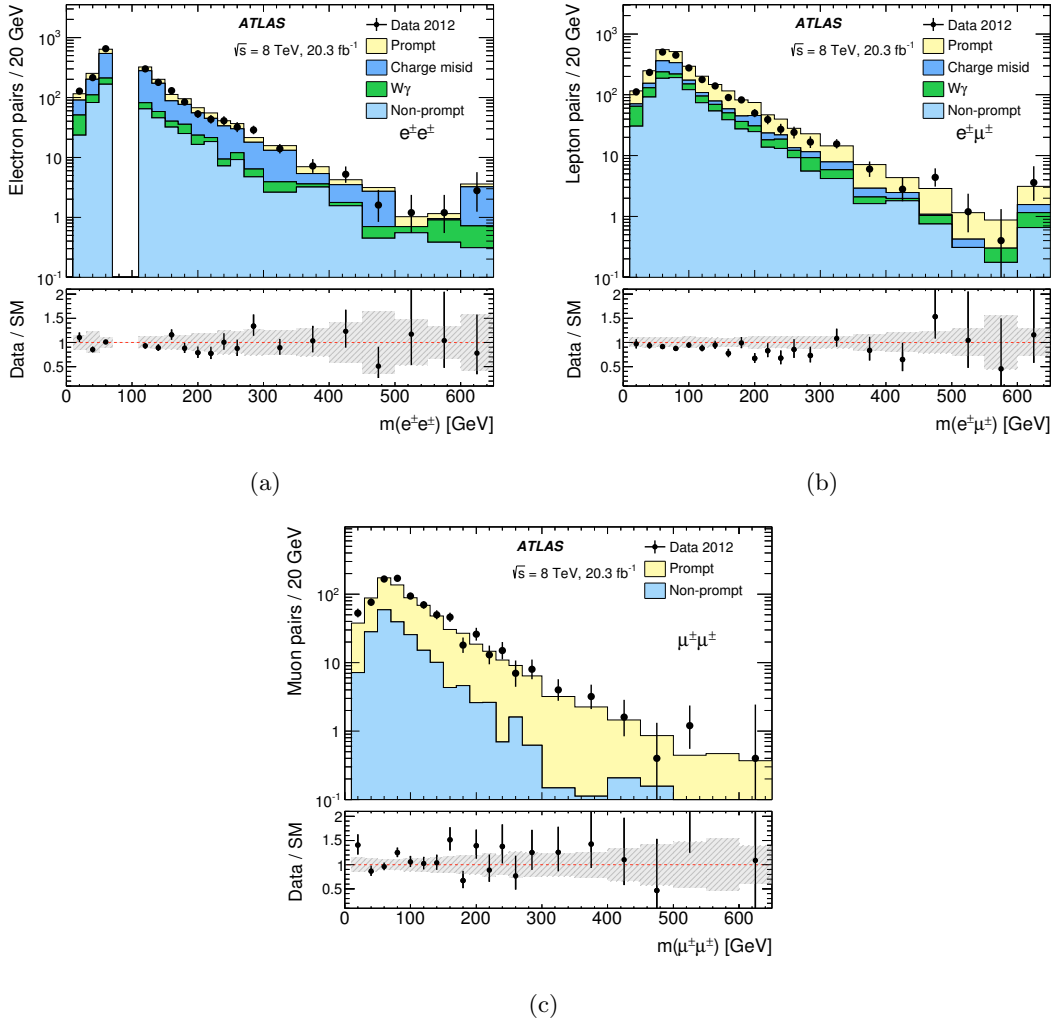 ATLAS
√s = 8 TeV, 20.3 fb⁻¹
Data 2012
Prompt
Charge misid
Wγ
Non-prompt
e±e±
Electron pairs / 20 GeV
10³
10²
10
1
10⁻¹
Data / SM
2
1.5
1
0.5
0 100 200 300 400 500 600
m(e±e±) [GeV]
(a)
ATLAS
√s = 8 TeV, 20.3 fb⁻¹
Data 2012
Prompt
Charge misid
Wγ
Non-prompt
e±μ±
Lepton pairs / 20 GeV
10³
10²
10
1
10⁻¹
Data / SM
2
1.5
1
0.5
0 100 200 300 400 500 600
m(e±μ±) [GeV]
(b)
ATLAS
√s = 8 TeV, 20.3 fb⁻¹
Data 2012
Prompt
Non-prompt
μ±μ±
Muon pairs / 20 GeV
10²
10
1
10⁻¹
Data / SM
2
1.5
1
0.5
0 100 200 300 400 500 600
m(μ±μ±) [GeV]
(c)